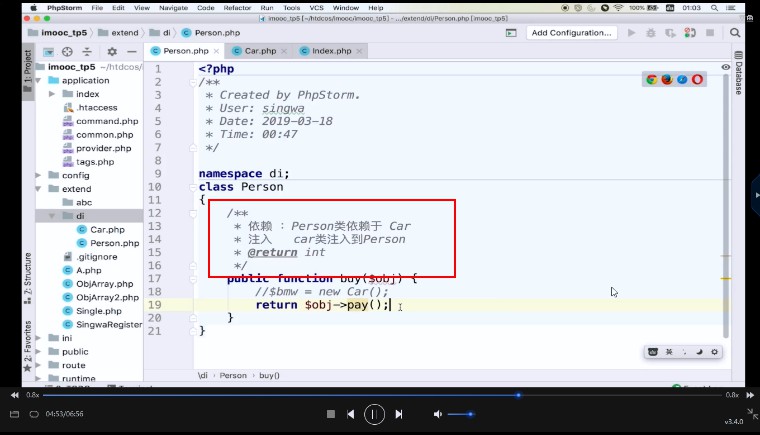 PhpStorm File Edit View Navigate Code Refactor Run Tools VCS Window Help 100% 01:03
imooc_tp5 [~/htdcos/imooc/imooc_tp5] - .../extend/di/Person.php [imooc_tp5]
imooc_tp5 extend di Person.php Add Configuration...
1: Project
Person.php Car.php Index.php
Database
imooc_tp5 ~/htdcos/i
application
index
.htaccess
command.php
common.php
provider.php
tags.php
config
extend
abc
di
Car.php
Person.php
.gitignore
A.php
ObjArray.php
ObjArray2.php
Single.php
SingwaRegister
ini
public
route
runtime
7: Structure
2: Favorites
1 <?php
2 /**
3 * Created by PhpStorm.
4 * User: singwa
5 * Date: 2019-03-18
6 * Time: 00:47
7 */
8
9 namespace di;
10 class Person
11 {
12 /**
13 * 依赖 : Person类依赖于 Car
14 * 注入 car类注入到Person
15 * @return int
16 */
17 public function buy($obj) {
18 //$bmw = new Car();
19 return $obj->pay();
20 }
21 }
英
\di Person buy()
0.8x 0.8x
04:53/06:56
v3.4.0